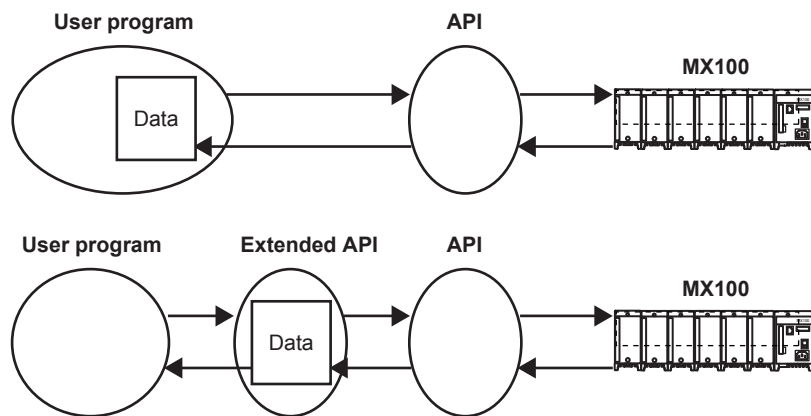 User program
API
MX100
Data
User program
Extended API
API
MX100
Data